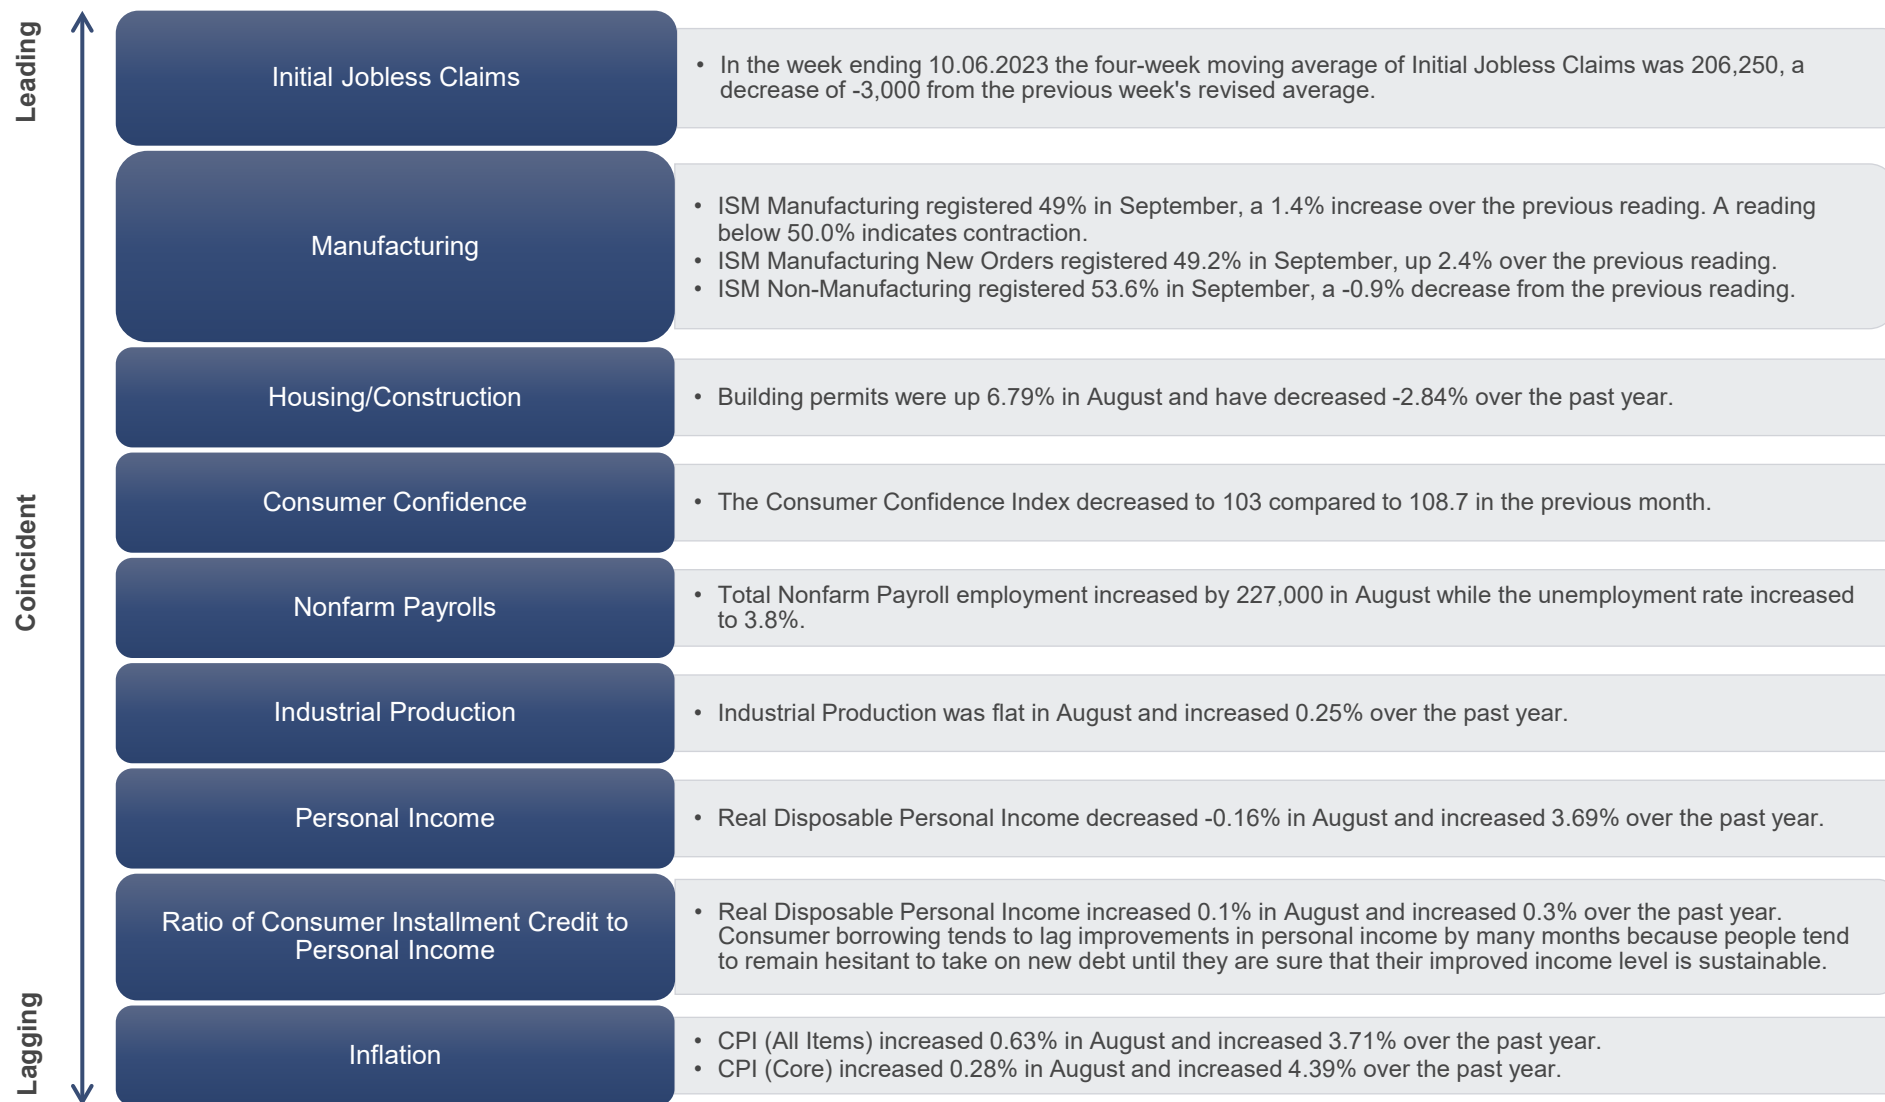 Leading
Initial Jobless Claims
• In the week ending 10.06.2023 the four-week moving average of Initial Jobless Claims was 206,250, a
decrease of -3,000 from the previous week's revised average.
Manufacturing
• ISM Manufacturing registered 49% in September, a 1.4% increase over the previous reading. A reading
below 50.0% indicates contraction.
• ISM Manufacturing New Orders registered 49.2% in September, up 2.4% over the previous reading.
• ISM Non-Manufacturing registered 53.6% in September, a -0.9% decrease from the previous reading.
Housing/Construction
• Building permits were up 6.79% in August and have decreased -2.84% over the past year.
Coincident
Consumer Confidence
• The Consumer Confidence Index decreased to 103 compared to 108.7 in the previous month.
Nonfarm Payrolls
• Total Nonfarm Payroll employment increased by 227,000 in August while the unemployment rate increased
to 3.8%.
Industrial Production
• Industrial Production was flat in August and increased 0.25% over the past year.
Personal Income
• Real Disposable Personal Income decreased -0.16% in August and increased 3.69% over the past year.
Ratio of Consumer Installment Credit to
Personal Income
• Real Disposable Personal Income increased 0.1% in August and increased 0.3% over the past year.
Consumer borrowing tends to lag improvements in personal income by many months because people tend
to remain hesitant to take on new debt until they are sure that their improved income level is sustainable.
Lagging
Inflation
• CPI (All Items) increased 0.63% in August and increased 3.71% over the past year.
• CPI (Core) increased 0.28% in August and increased 4.39% over the past year.